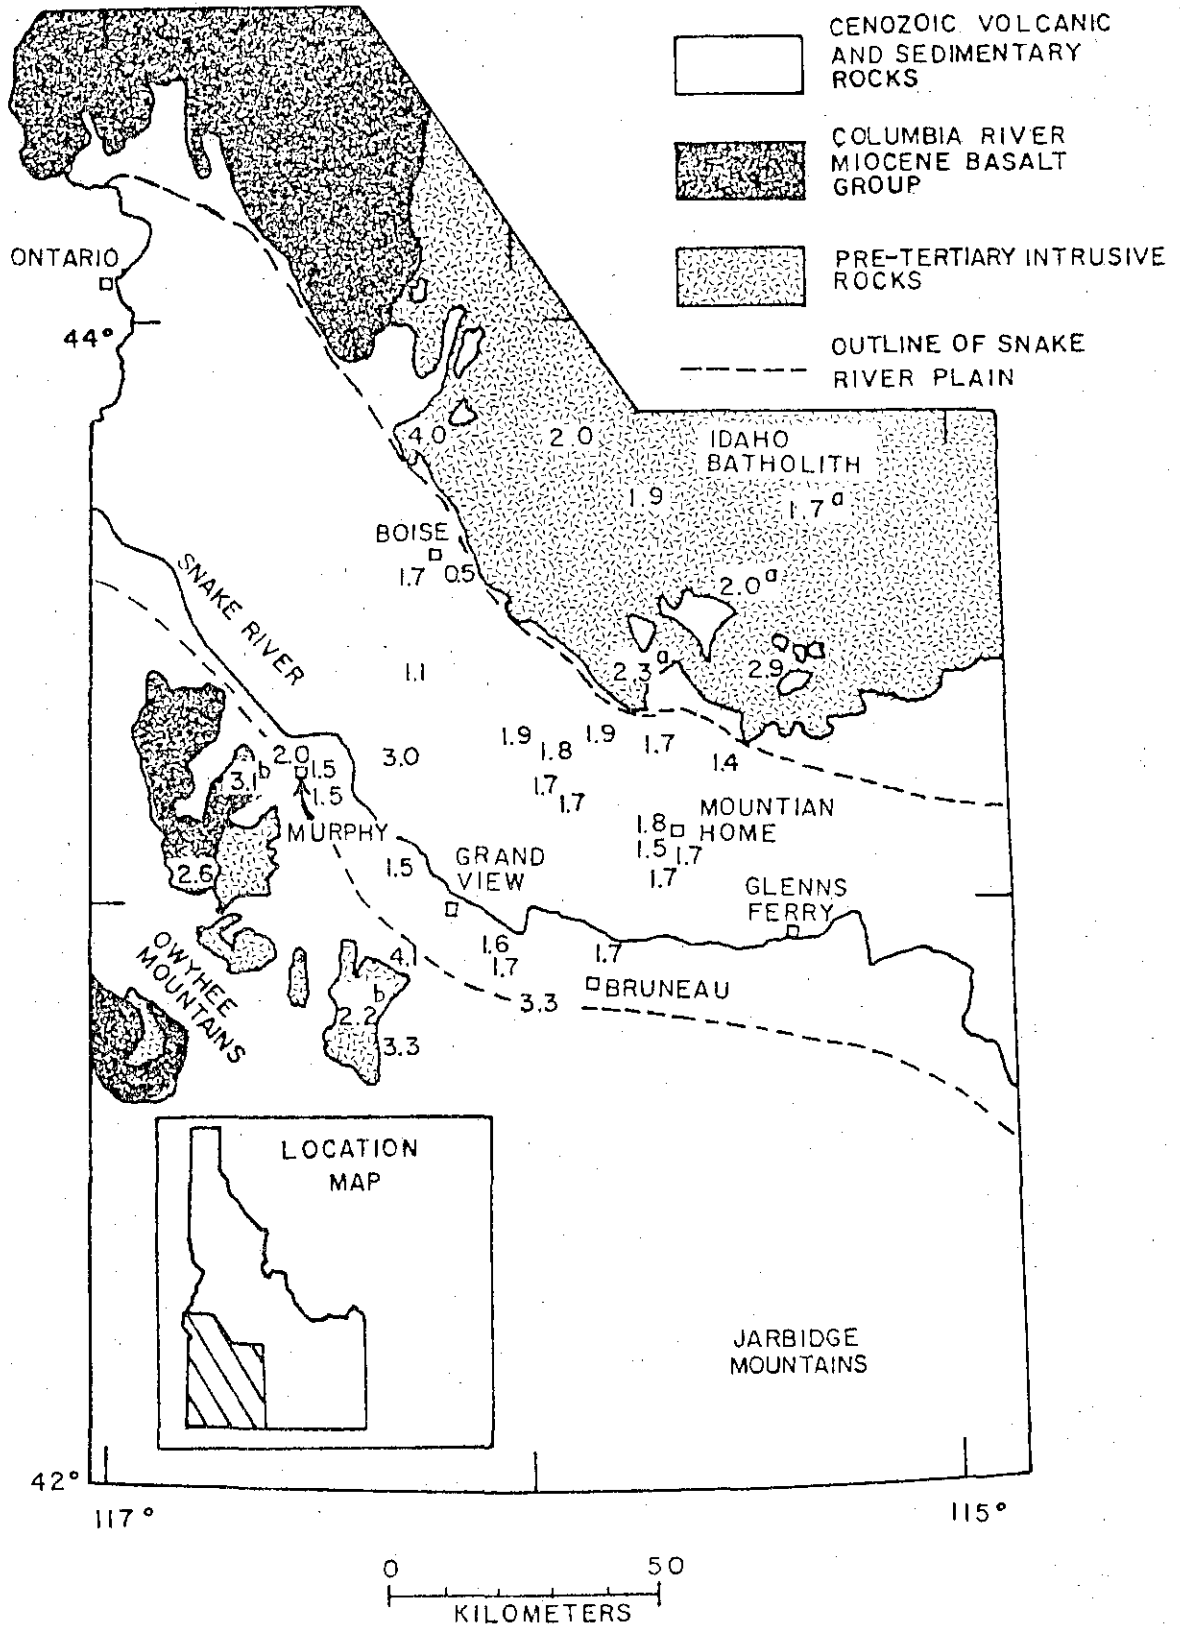 CENOZOIC VOLCANIC
AND SEDIMENTARY
ROCKS
COLUMBIA RIVER
MIOCENE BASALT
GROUP
PRE-TERTIARY INTRUSIVE
ROCKS
OUTLINE OF SNAKE
RIVER PLAIN
ONTARIO
44°
4.0
2.0
IDAHO
BATHOLITH
1.9
1.7 a
BOISE
1.7
0.5
2.0 a
SNAKE RIVER
1.1
2.3 a
2.9
1.9
1.8
1.9
1.7
1.4
3.0
2.0
1.5
3.1 b
1.5
1.7
1.7
MURPHY
1.8
MOUNTIAN
HOME
1.5
1.7
1.7
2.6
1.5
GRAND
VIEW
GLENNS
FERRY
OWYHEE
MOUNTAINS
4.1
1.6
1.7
1.7
BRUNEAU
b
2.2
3.3
3.3
LOCATION
MAP
JARBIDGE
MOUNTAINS
42°
117°
115°
0
50
KILOMETERS